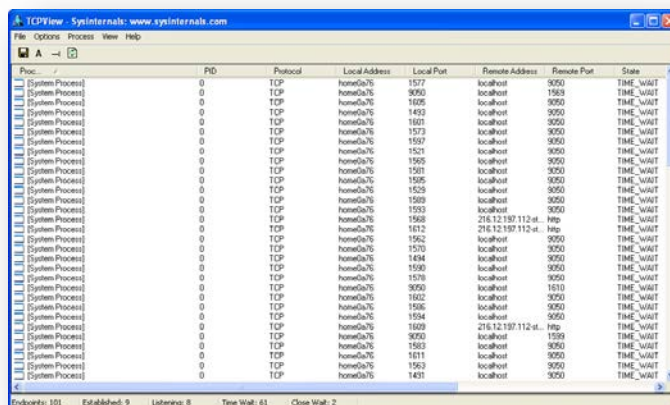 TCPView - Sysinternals: www.sysinternals.com
File Options Process View Help
A
Proc... / PID Protocol Local Address Local Port Remote Address Remote Port State
[System Process] 0 TCP home0a76 1577 localhost 9050 TIME_WAIT
[System Process] 0 TCP home0a76 9050 localhost 1569 TIME_WAIT
[System Process] 0 TCP home0a76 1605 localhost 9050 TIME_WAIT
[System Process] 0 TCP home0a76 1493 localhost 9050 TIME_WAIT
[System Process] 0 TCP home0a76 1601 localhost 9050 TIME_WAIT
[System Process] 0 TCP home0a76 1573 localhost 9050 TIME_WAIT
[System Process] 0 TCP home0a76 1597 localhost 9050 TIME_WAIT
[System Process] 0 TCP home0a76 1521 localhost 9050 TIME_WAIT
[System Process] 0 TCP home0a76 1565 localhost 9050 TIME_WAIT
[System Process] 0 TCP home0a76 1581 localhost 9050 TIME_WAIT
[System Process] 0 TCP home0a76 1585 localhost 9050 TIME_WAIT
[System Process] 0 TCP home0a76 1529 localhost 9050 TIME_WAIT
[System Process] 0 TCP home0a76 1589 localhost 9050 TIME_WAIT
[System Process] 0 TCP home0a76 1593 localhost 9050 TIME_WAIT
[System Process] 0 TCP home0a76 1568 216.12.197.112-st... http TIME_WAIT
[System Process] 0 TCP home0a76 1612 216.12.197.112-st... http TIME_WAIT
[System Process] 0 TCP home0a76 1562 localhost 9050 TIME_WAIT
[System Process] 0 TCP home0a76 1570 localhost 9050 TIME_WAIT
[System Process] 0 TCP home0a76 1494 localhost 9050 TIME_WAIT
[System Process] 0 TCP home0a76 1590 localhost 9050 TIME_WAIT
[System Process] 0 TCP home0a76 1578 localhost 9050 TIME_WAIT
[System Process] 0 TCP home0a76 9050 localhost 1610 TIME_WAIT
[System Process] 0 TCP home0a76 1602 localhost 9050 TIME_WAIT
[System Process] 0 TCP home0a76 1586 localhost 9050 TIME_WAIT
[System Process] 0 TCP home0a76 1594 localhost 9050 TIME_WAIT
[System Process] 0 TCP home0a76 1609 216.12.197.112-st... http TIME_WAIT
[System Process] 0 TCP home0a76 9050 localhost 1599 TIME_WAIT
[System Process] 0 TCP home0a76 1583 localhost 9050 TIME_WAIT
[System Process] 0 TCP home0a76 1611 localhost 9050 TIME_WAIT
[System Process] 0 TCP home0a76 1563 localhost 9050 TIME_WAIT
[System Process] 0 TCP home0a76 1491 localhost 9050 TIME_WAIT
Endpoints: 101 Established: 9 Listening: 8 Time Wait: 61 Close Wait: 2